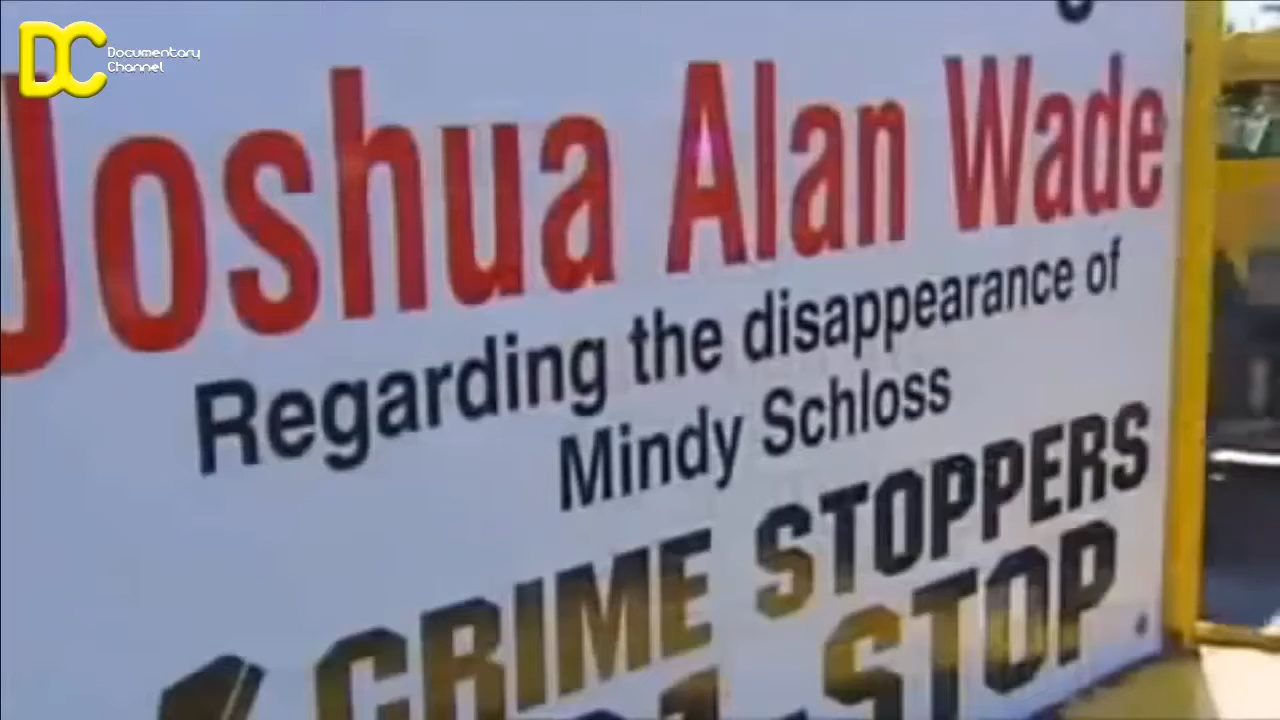 DC Documentary
Channel
Joshua Alan Wade
Regarding the disappearance of
Mindy Schloss
CRIME STOPPERS
STOP